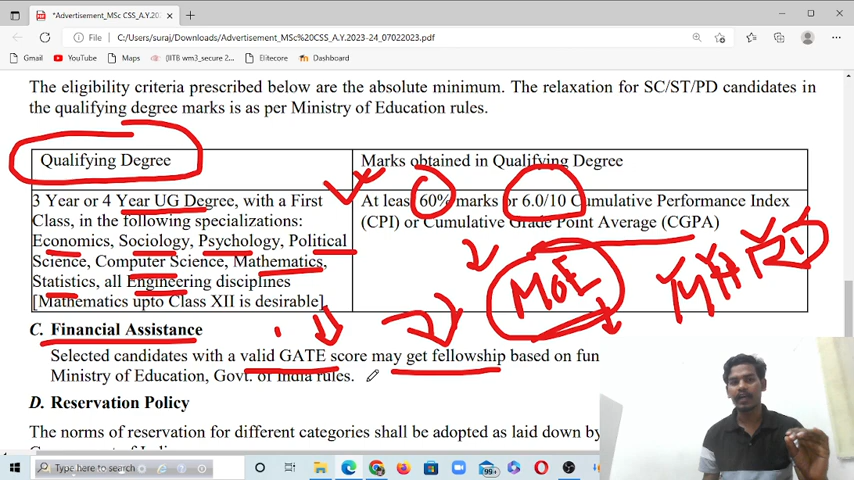 *Advertisement_MSc CSS_A.Y.202
File
C:/Users/suraj/Downloads/Advertisement_MSc%20CSS_A.Y.2023-24_07022023.pdf
Gmail YouTube Maps (IITB wm3_secure 2... Elitecore Dashboard
The eligibility criteria prescribed below are the absolute minimum. The relaxation for SC/ST/PD candidates in
the qualifying degree marks is as per Ministry of Education rules.
Qualifying Degree Marks obtained in Qualifying Degree
3 Year or 4 Year UG Degree, with a First
Class, in the following specializations:
Economics, Sociology, Psychology, Political
Science, Computer Science, Mathematics,
Statistics, all Engineering disciplines
[Mathematics upto Class XII is desirable]
At least 60% marks or 6.0/10 Cumulative Performance Index
(CPI) or Cumulative Grade Point Average (CGPA)
MOE
C. Financial Assistance
Selected candidates with a valid GATE score may get fellowship based on fun
Ministry of Education, Govt. of India rules.
D. Reservation Policy
The norms of reservation for different categories shall be adopted as laid down by
Type here to search
99+